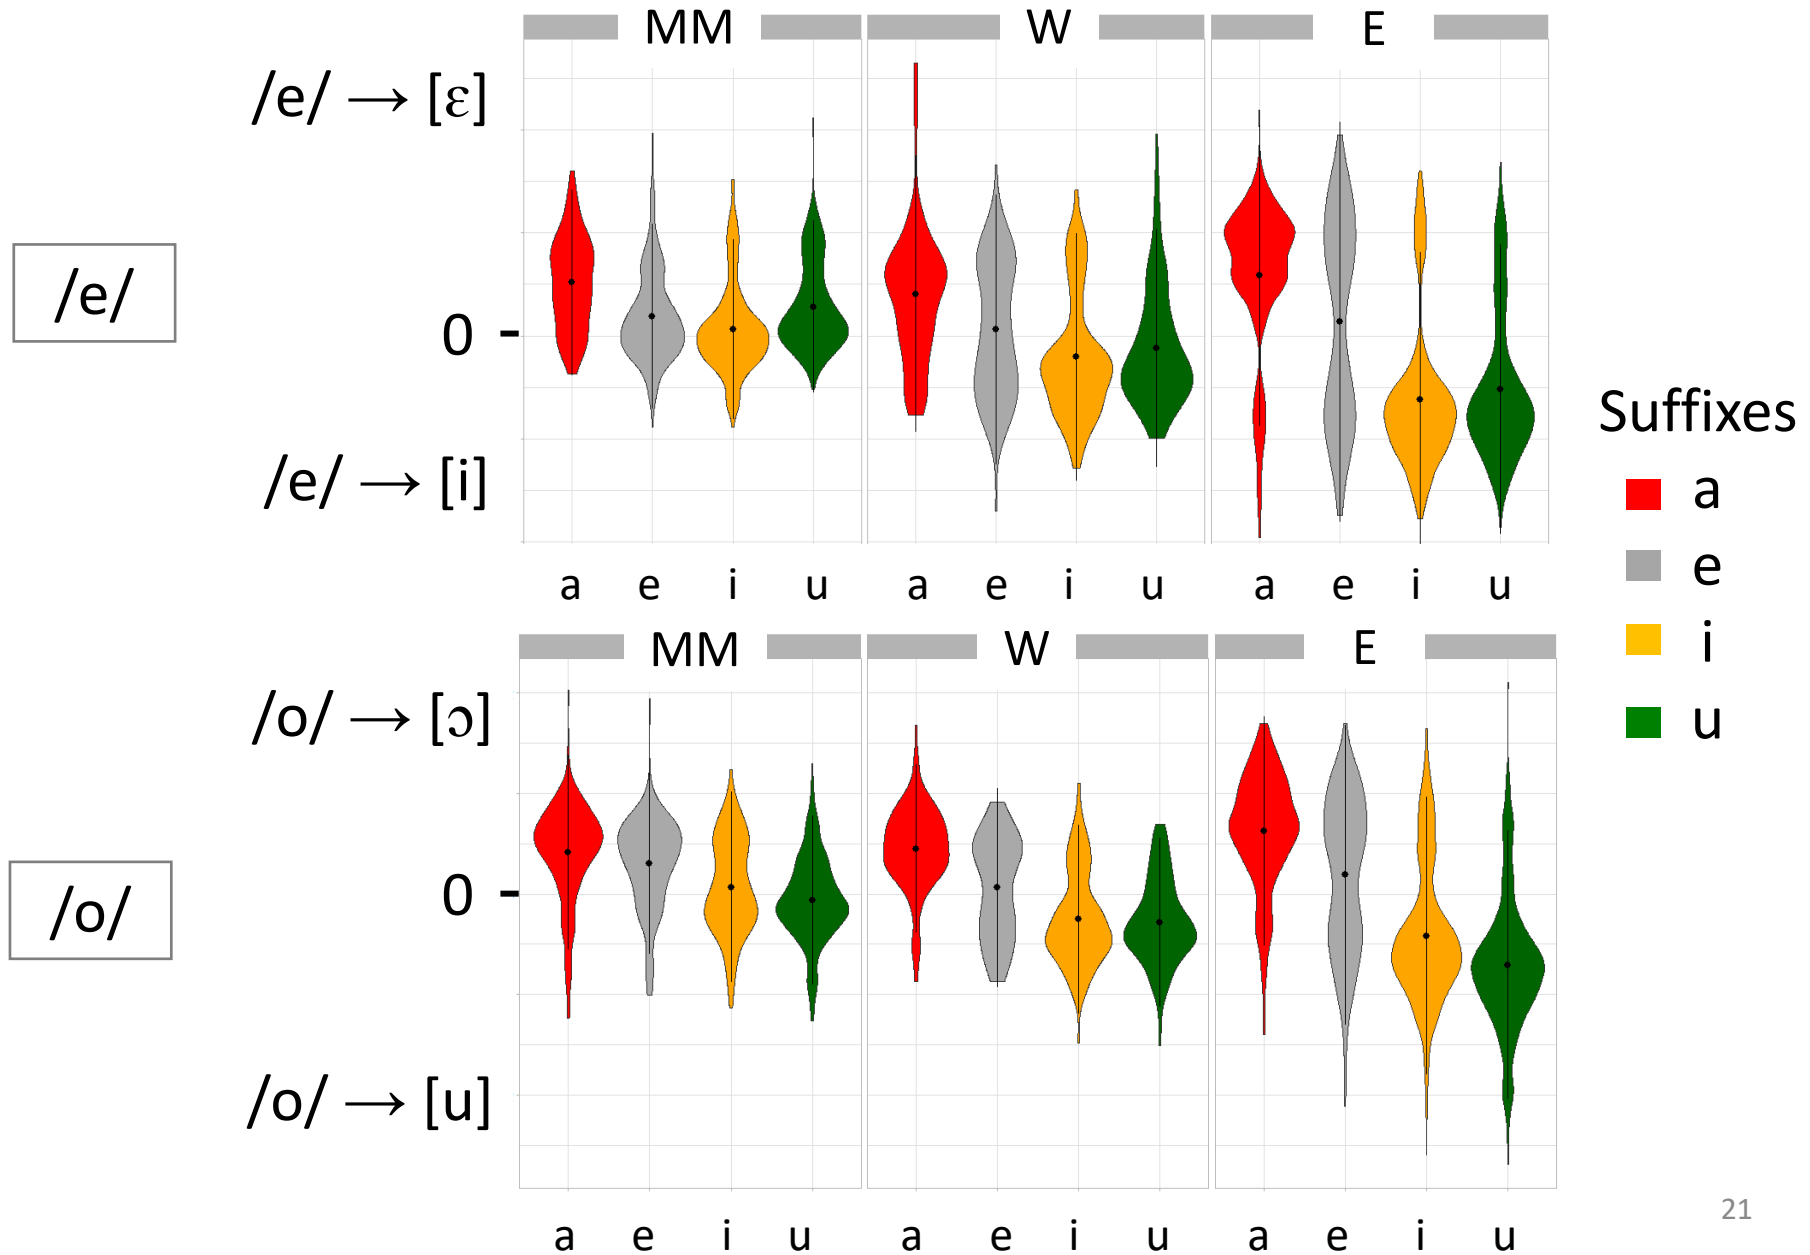 MM W E
/e/ → [ɛ]
/e/
0
/e/ → [i]
a e i u a e i u a e i u
Suffixes
a
e
i
u
MM W E
/o/ → [ɔ]
0
/o/
/o/ → [u]
a e i u a e i u a e i u
21